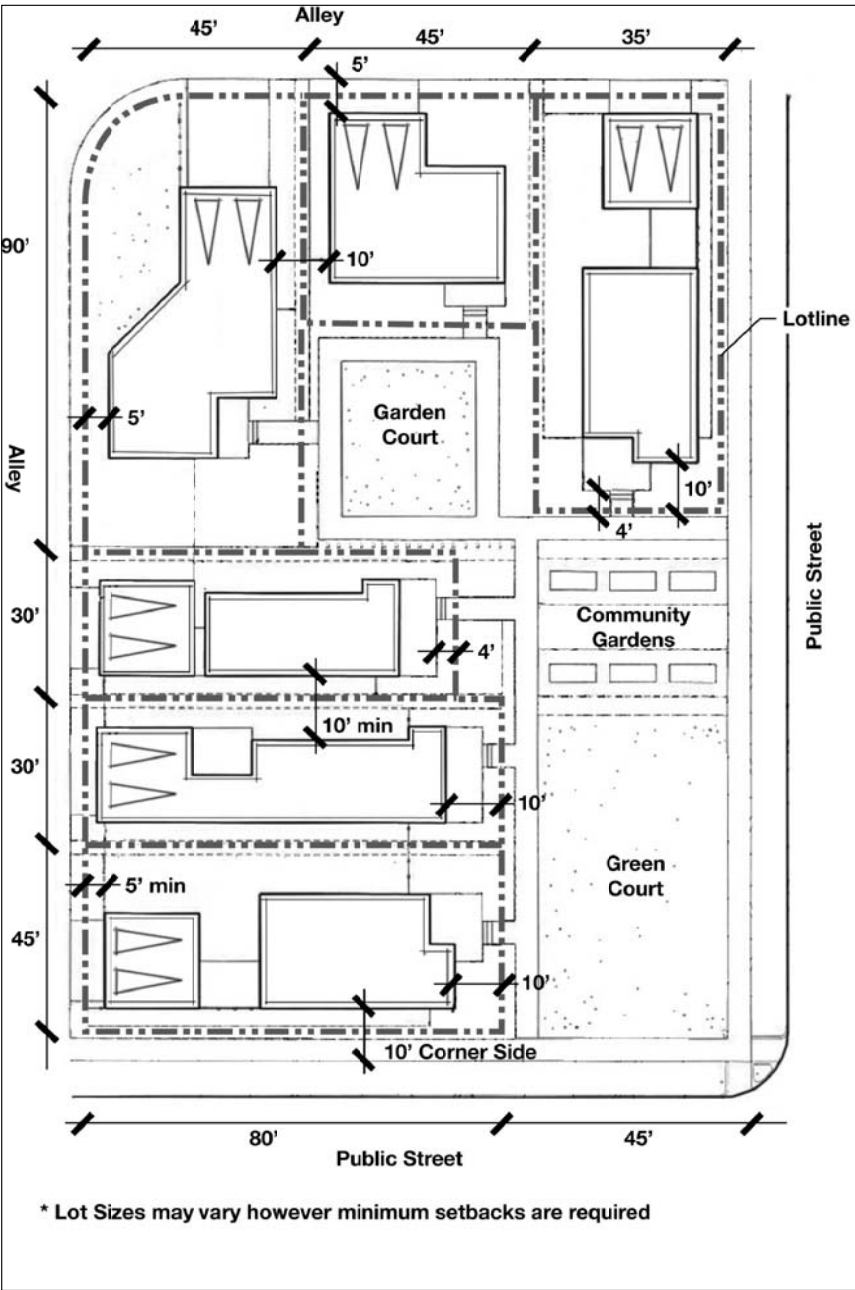 Alley
45’
45’
35’
5’
90’
10’
Lotline
Garden
Court
5’
Alley
10’
4’
Public Street
30’
Community
Gardens
4’
10’ min
30’
10’
Green
Court
5’ min
45’
10’
10’ Corner Side
80’
45’
Public Street
* Lot Sizes may vary however minimum setbacks are required